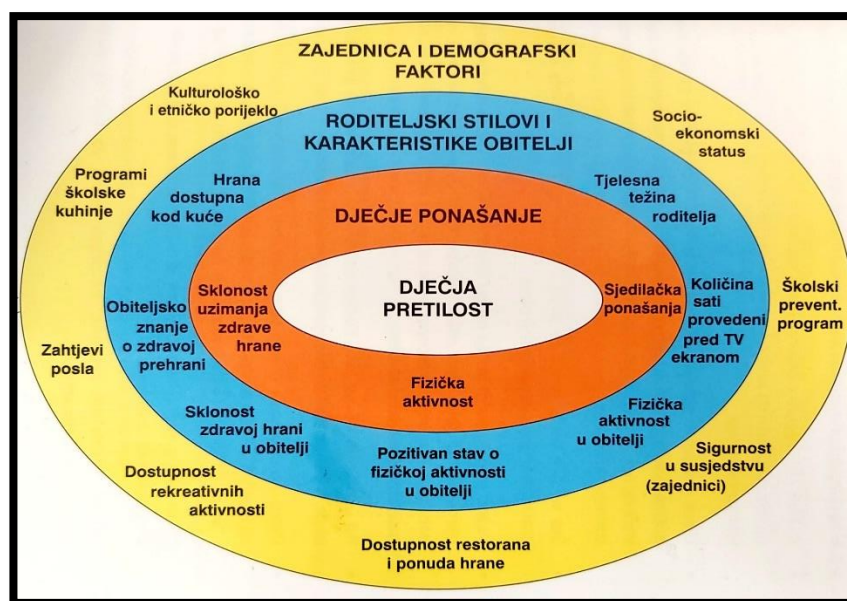 ZAJEDNICA I DEMOGRAFSKI
FAKTORI
Kulturološko
i etničko porijeklo
Socio-
ekonomski
status
Programi
školske
kuhinje
Školski
prevent.
program
Zahtjevi
posla
Sigurnost
u susjedstvu
(zajednici)
Dostupnost
rekreativnih
aktivnosti
Dostupnost restorana
i ponuda hrane
RODITELJSKI STILOVI I
KARAKTERISTIKE OBITELJI
Hrana
dostupna
kod kuće
Tjelesna
težina
roditelja
Obiteljsko
znanje
o zdravoj
prehrani
Količina
sati
provedeni
pred TV
ekranom
Sklonost
zdravoj hrani
u obitelji
Fizička
aktivnost
u obitelji
Pozitivan stav o
fizičkoj aktivnosti
u obitelji
DJEČJE PONAŠANJE
Sklonost
uzimanja
zdrave
hrane
Sjedilačka
ponašanja
Fizička
aktivnost
DJEČJA
PRETILOST